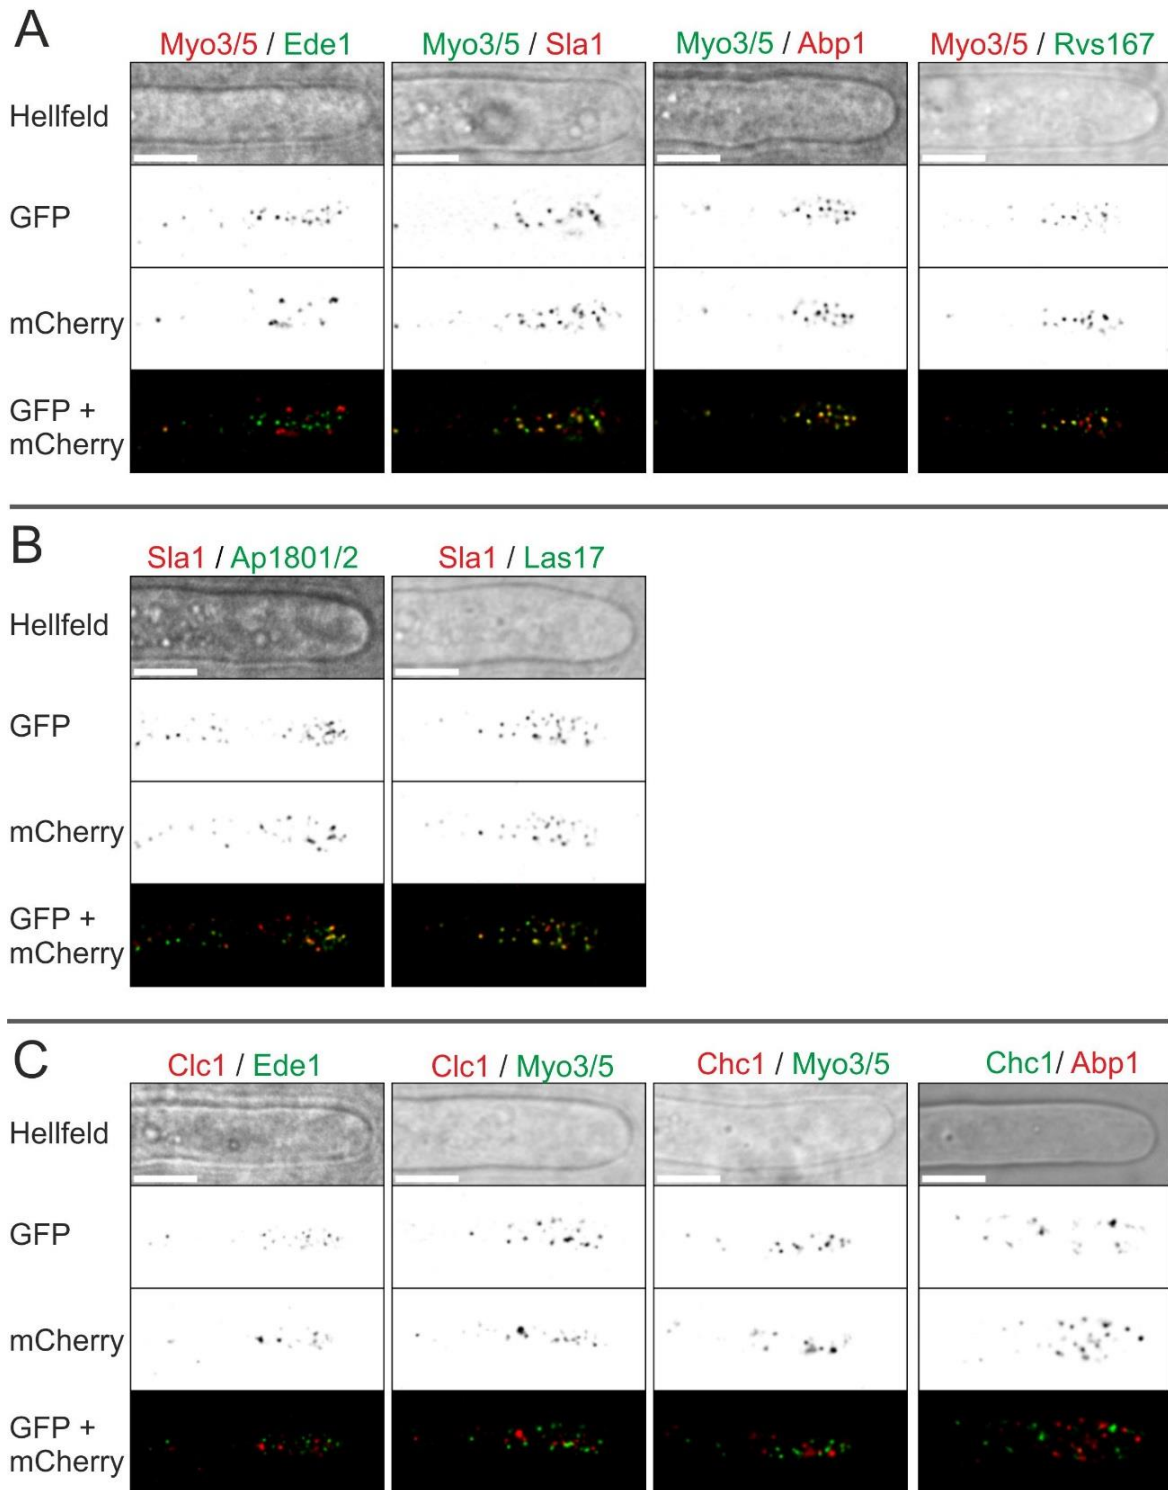 A
Myo3/5 / Ede1
Myo3/5 / Sla1
Myo3/5 / Abp1
Myo3/5 / Rvs167
Hellfeld
GFP
mCherry
GFP +
mCherry
B
Sla1 / Ap1801/2
Sla1 / Las17
Hellfeld
GFP
mCherry
GFP +
mCherry
C
Clc1 / Ede1
Clc1 / Myo3/5
Chc1 / Myo3/5
Chc1/ Abp1
Hellfeld
GFP
mCherry
GFP +
mCherry